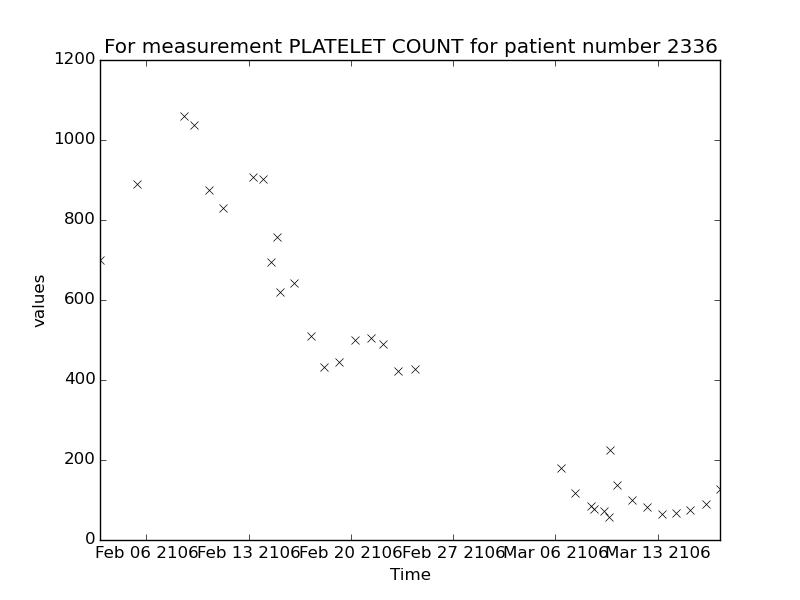 For measurement PLATELET COUNT for patient number 2336
1200
1000
800
600
400
200
0
values
Feb 06 2106 Feb 13 2106 Feb 20 2106 Feb 27 2106 Mar 06 2106 Mar 13 2106
Time